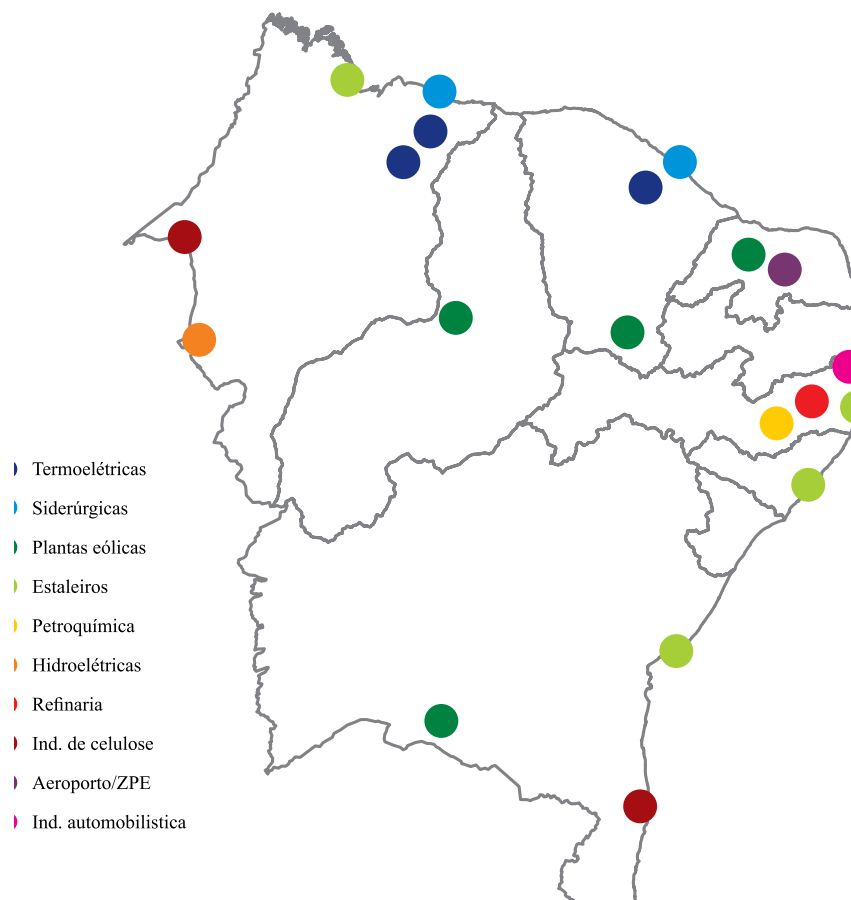 Termoelétricas
Siderúrgicas
Plantas eólicas
Estaleiros
Petroquímica
Hidroelétricas
Refinaria
Ind. de celulose
Aeroporto/ZPE
Ind. automobilistica